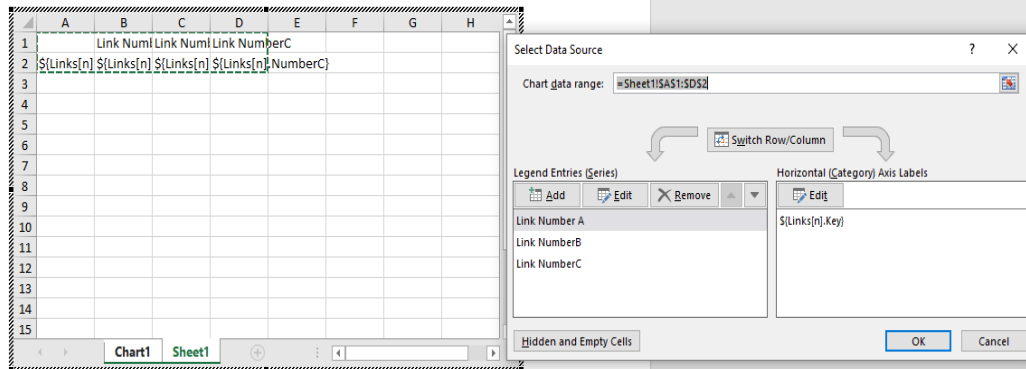 A B C D E F G H
1 Link Numl Link Numl Link NumberC
2 ${Links[n] ${Links[n] ${Links[n] ${Links[n].NumberC}
3
4
5
6
7
8
9
10
11
12
13
14
15
Chart1 Sheet1
Select Data Source ? X
Chart data range: =Sheet1!$A$1:$D$2
Switch Row/Column
Legend Entries (Series) Horizontal (Category) Axis Labels
Add Edit Remove Edit
Link Number A ${Links[n].Key}
Link NumberB
Link NumberC
Hidden and Empty Cells OK Cancel